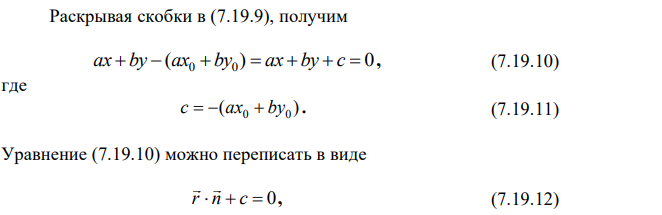 Раскрывая скобки в (7.19.9), получим
ax + by − (ax₀ + by₀) = ax + by + c = 0, (7.19.10)
где
c = −(ax₀ + by₀). (7.19.11)
Уравнение (7.19.10) можно переписать в виде
r⃗ · n⃗ + c = 0, (7.19.12)